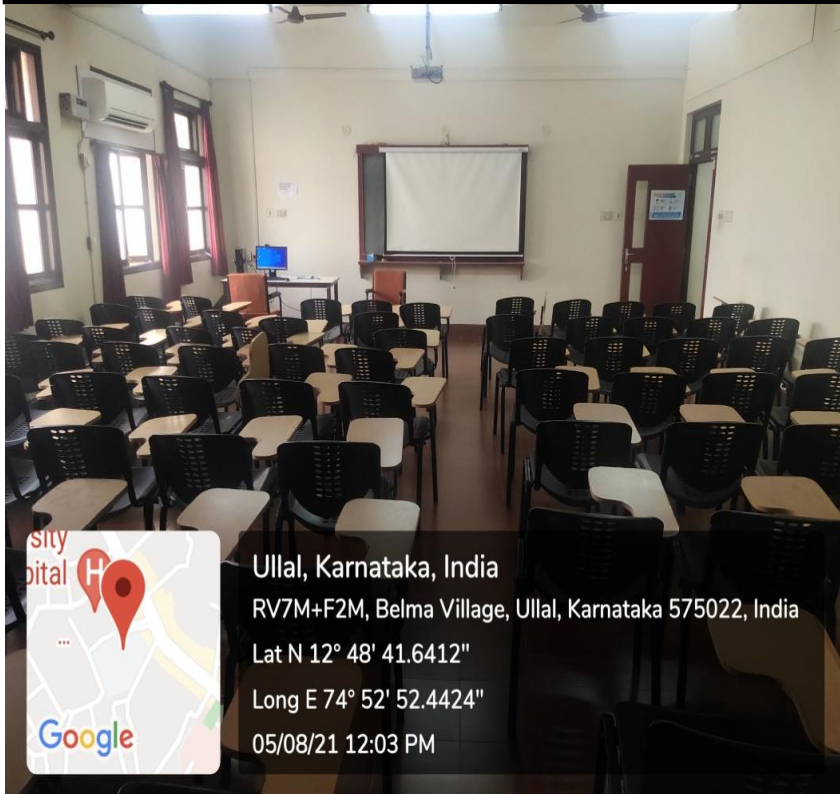 sity
pital
H
...
Google
Ullal, Karnataka, India
RV7M+F2M, Belma Village, Ullal, Karnataka 575022, India
Lat N 12° 48' 41.6412"
Long E 74° 52' 52.4424"
05/08/21 12:03 PM